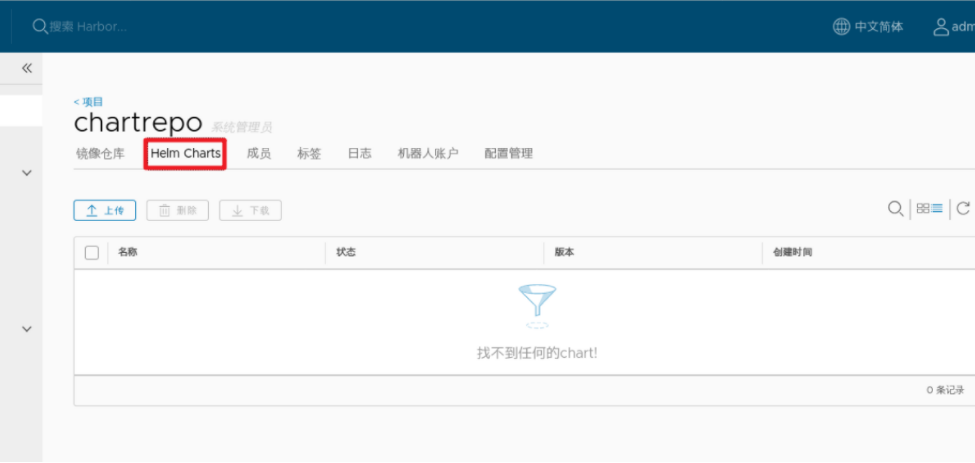 搜索 Harbor...
中文简体
adm
< 项目
chartrepo 系统管理员
镜像仓库 Helm Charts 成员 标签 日志 机器人账户 配置管理
上传 删除 下载
名称 状态 版本 创建时间
找不到任何的chart!
0 条记录